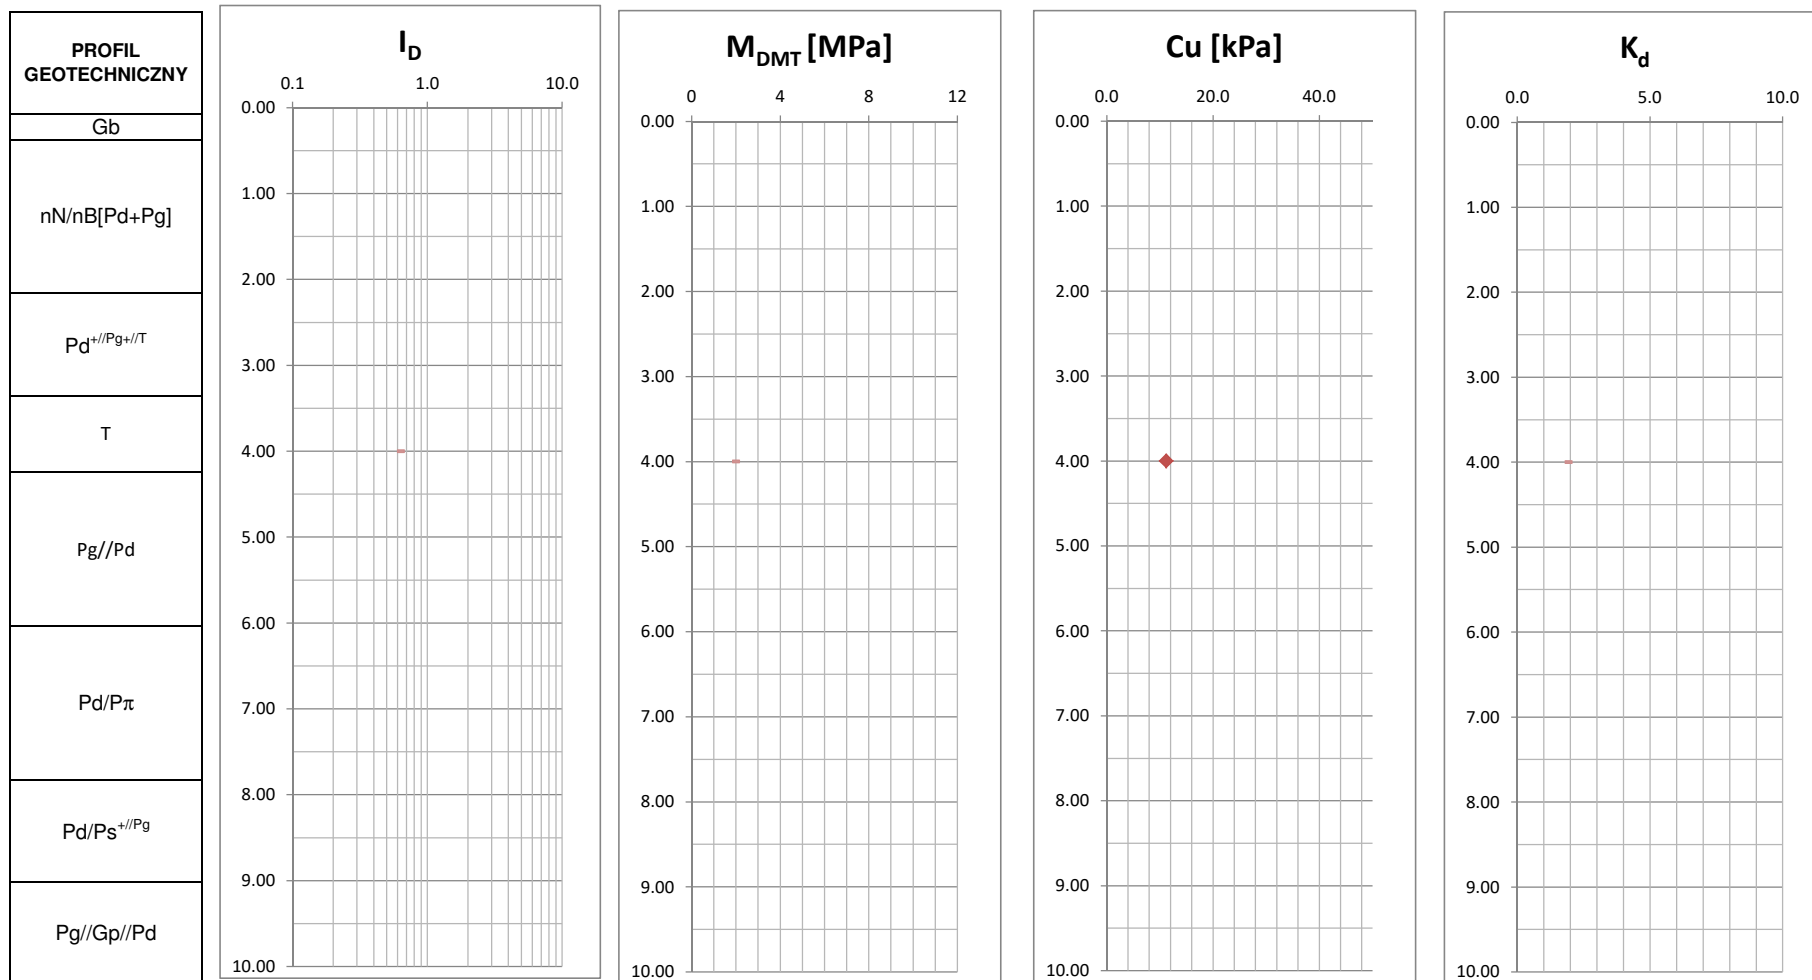 PROFIL
GEOTECHNICZNY
Gb
nN/nB[Pd+Pg]
Pd+//Pg+//T
T
Pg//Pd
Pd/Pπ
Pd/Ps+//Pg
Pg//Gp//Pd
ID
0.1 1.0 10.0
0.00
1.00
2.00
3.00
4.00
5.00
6.00
7.00
8.00
9.00
10.00
MDMT [MPa]
0 4 8 12
0.00
1.00
2.00
3.00
4.00
5.00
6.00
7.00
8.00
9.00
10.00
Cu [kPa]
0.0 20.0 40.0
0.00
1.00
2.00
3.00
4.00
5.00
6.00
7.00
8.00
9.00
10.00
Kd
0.0 5.0 10.0
0.00
1.00
2.00
3.00
4.00
5.00
6.00
7.00
8.00
9.00
10.00